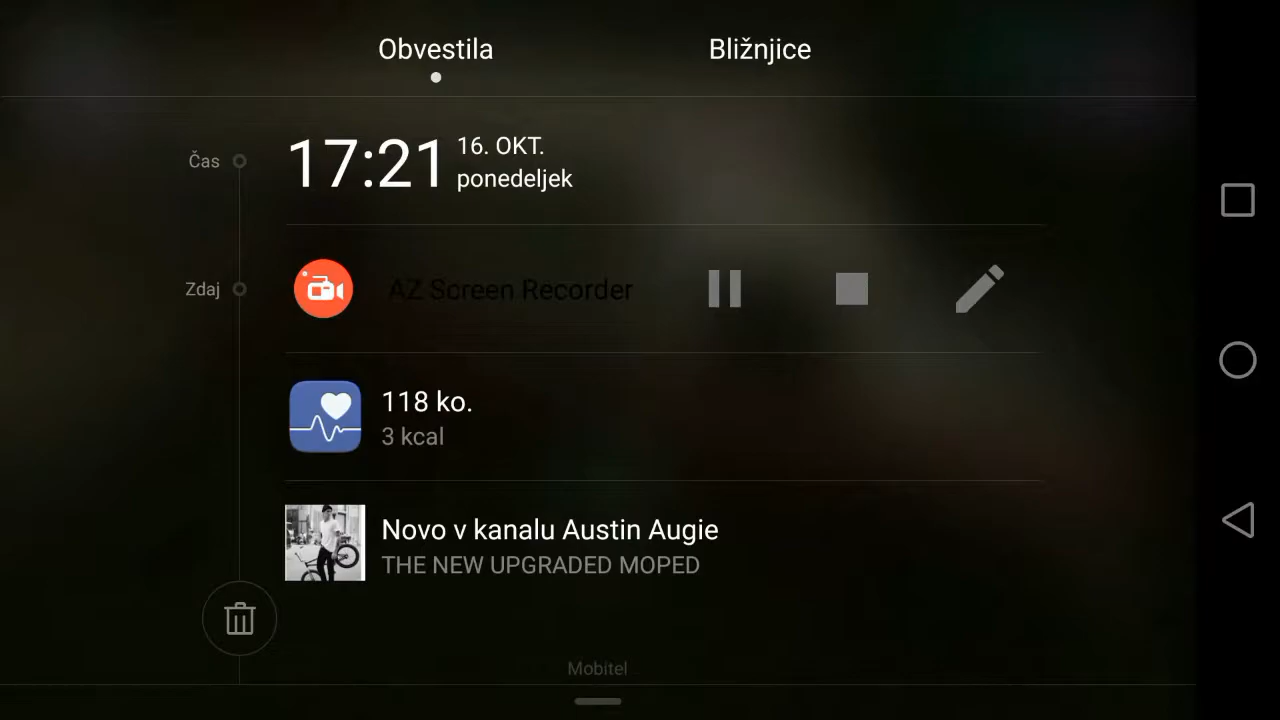 Obvestila
Bližnjice
Čas
17:21
16. OKT.
ponedeljek
Zdaj
AZ Screen Recorder
118 ko.
3 kcal
Novo v kanalu Austin Augie
THE NEW UPGRADED MOPED
Mobitel